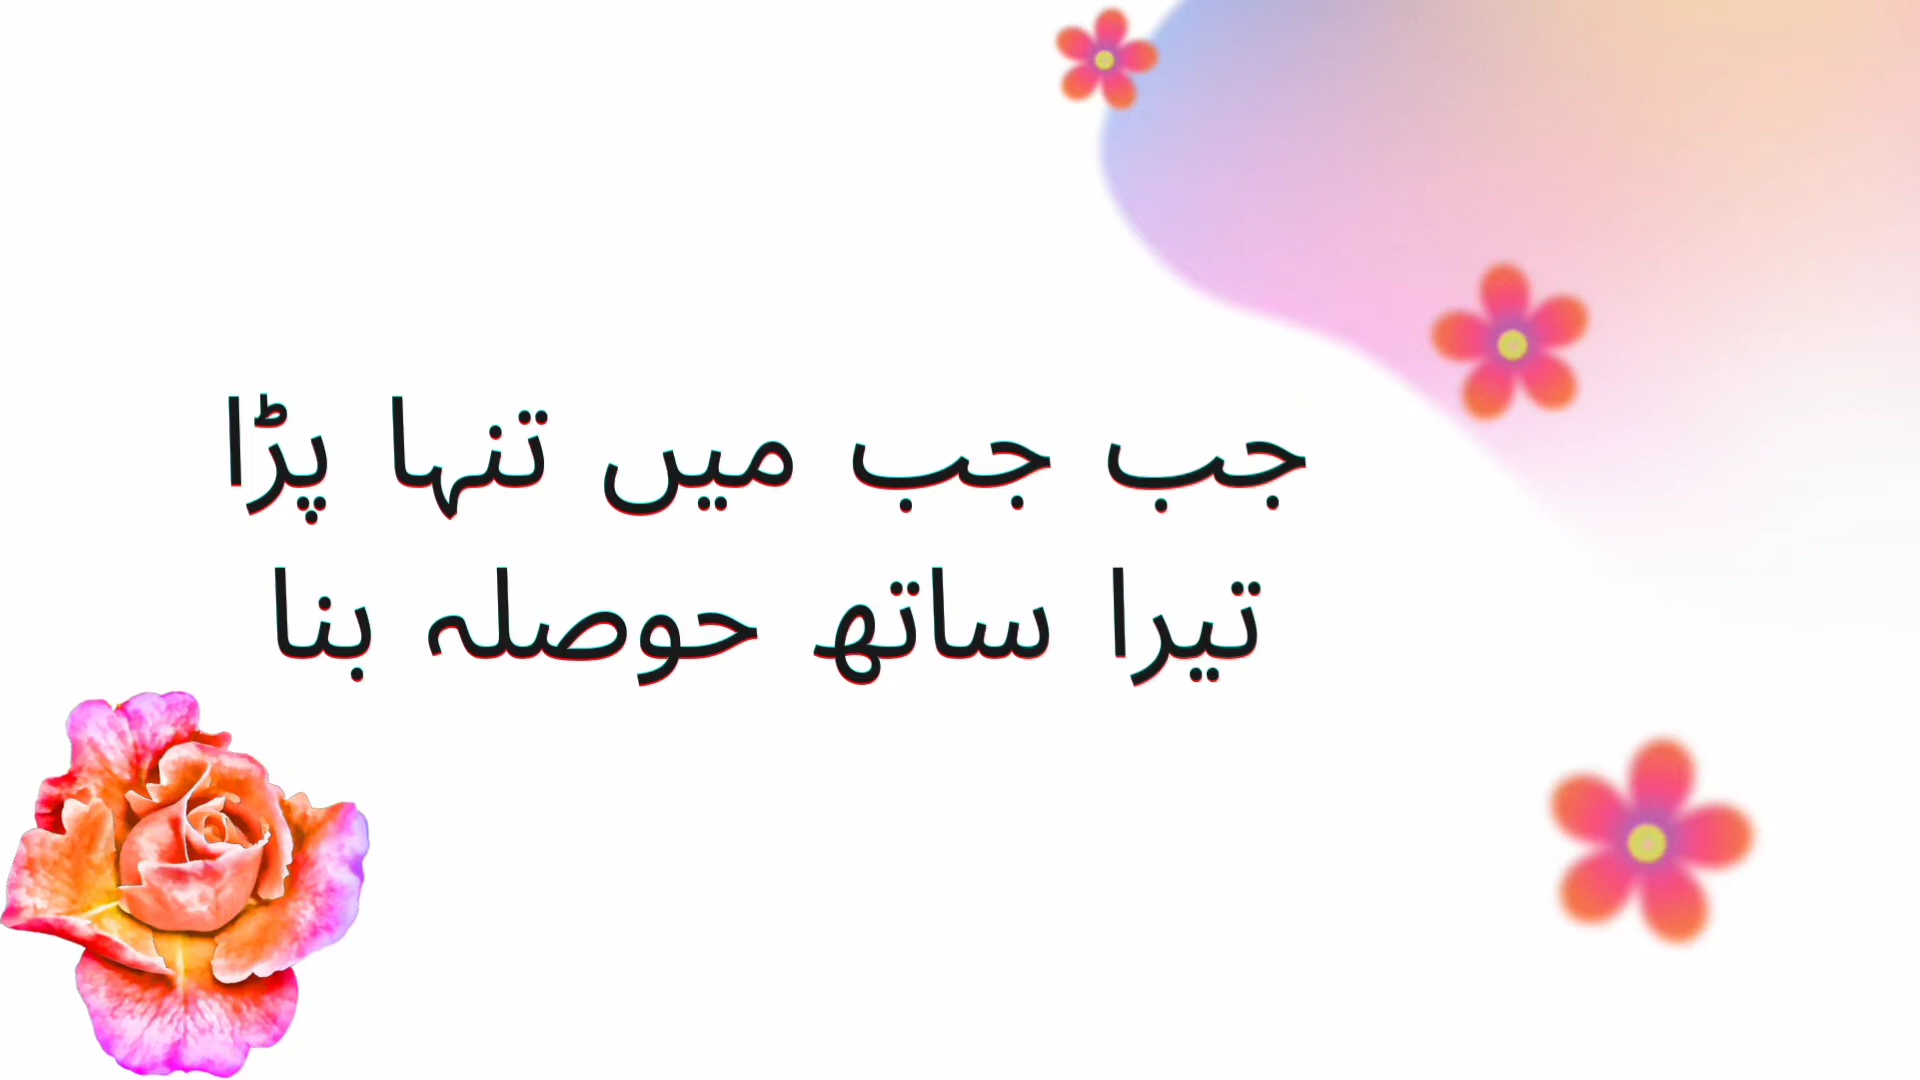 جب جب میں تنہا پڑا
تیرا ساتھ حوصلہ بنا